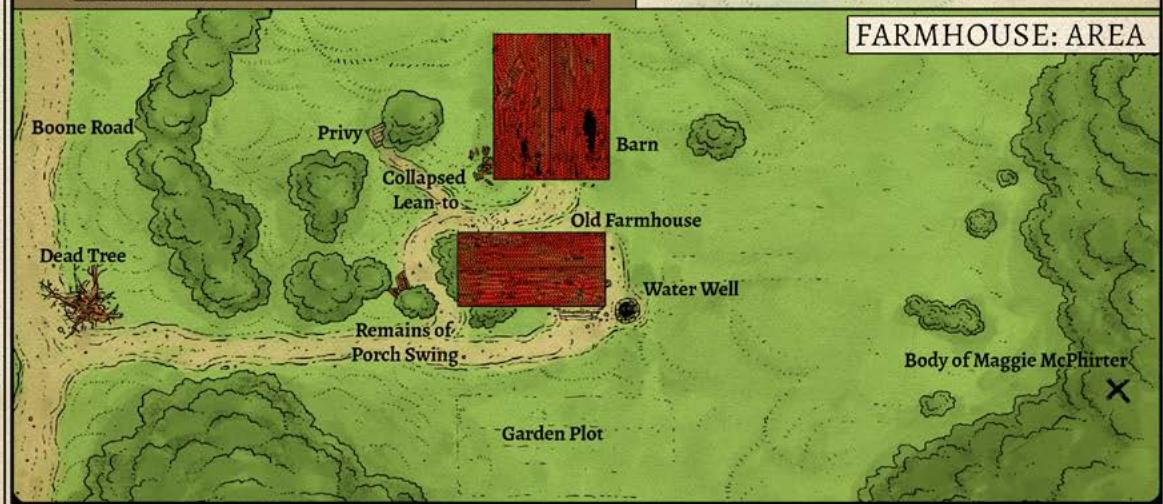 FARMHOUSE: AREA
Boone Road
Privy
Barn
Collapsed
Lean-to
Old Farmhouse
Dead Tree
Water Well
Remains of
Porch Swing
Body of Maggie McPhirter
Garden Plot